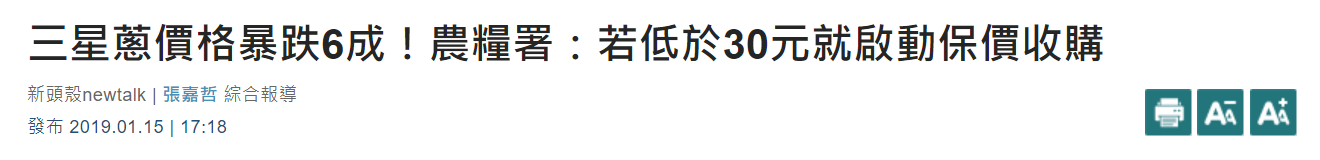 三星蔥價格暴跌6成！農糧署：若低於30元就啟動保價收購
新頭殼newtalk | 張嘉哲 綜合報導
發布 2019.01.15 | 17:18
AA- AA+